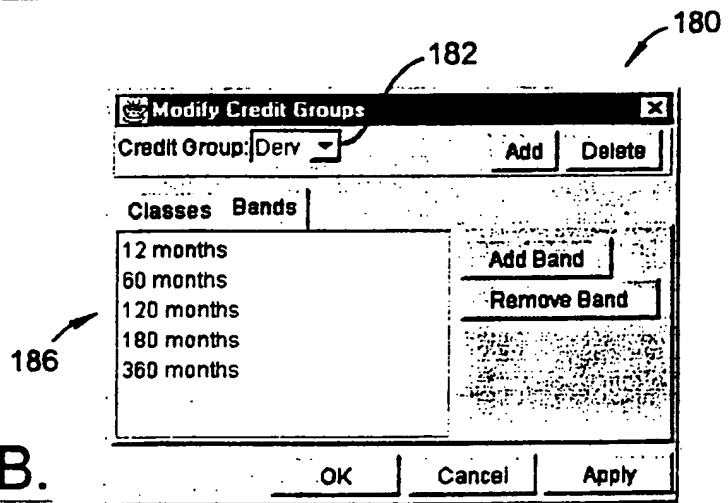 180
182
Modify Credit Groups
Credit Group: Derv Add Delete
Classes Bands
12 months
60 months
120 months
180 months
360 months
Add Band
Remove Band
186
B.
OK Cancel Apply